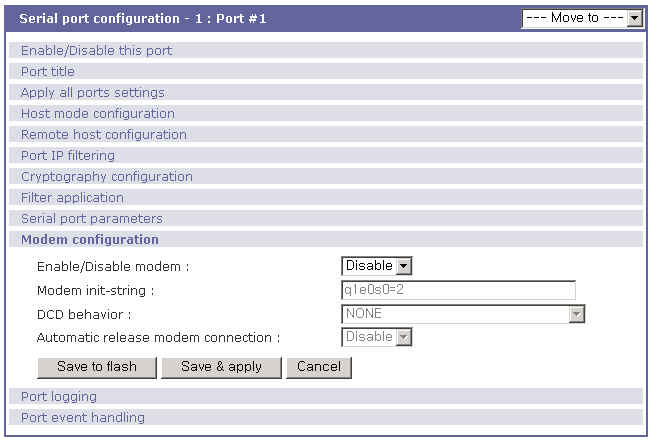 Serial port configuration - 1 : Port #1 --- Move to ---
Enable/Disable this port
Port title
Apply all ports settings
Host mode configuration
Remote host configuration
Port IP filtering
Cryptography configuration
Filter application
Serial port parameters
Modem configuration
Enable/Disable modem : Disable
Modem init-string : q1e0s0=2
DCD behavior : NONE
Automatic release modem connection : Disable
Save to flash Save & apply Cancel
Port logging
Port event handling